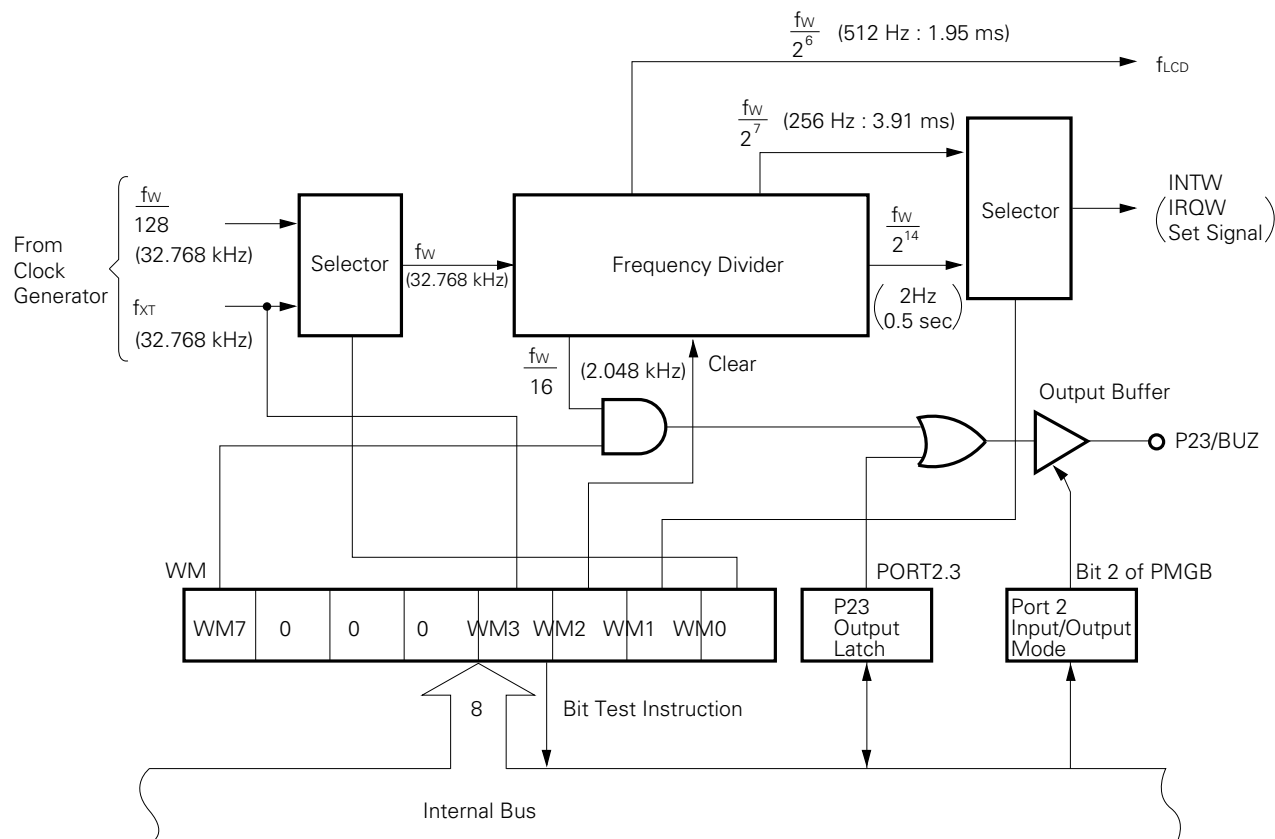 fW
2^6 (512 Hz : 1.95 ms)
fLCD
fW
2^7 (256 Hz : 3.91 ms)
From
Clock
Generator
fW
128
(32.768 kHz)
fXT
(32.768 kHz)
Selector
fW
(32.768 kHz)
Frequency Divider
fW
2^14
(2Hz
0.5 sec)
Selector
INTW
(IRQW
Set Signal)
fW
16
(2.048 kHz)
Clear
Output Buffer
P23/BUZ
WM
PORT2.3
Bit 2 of PMGB
WM7 0 0 0 WM3 WM2 WM1 WM0
P23
Output
Latch
Port 2
Input/Output
Mode
8
Bit Test Instruction
Internal Bus